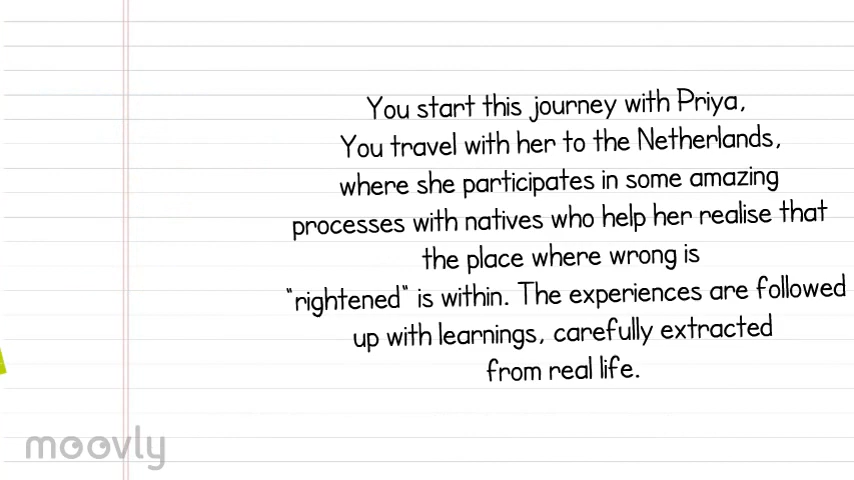 You start this journey with Priya,
You travel with her to the Netherlands,
where she participates in some amazing
processes with natives who help her realise that
the place where wrong is
"rightened" is within. The experiences are followed
up with learnings, carefully extracted
from real life.
moovly